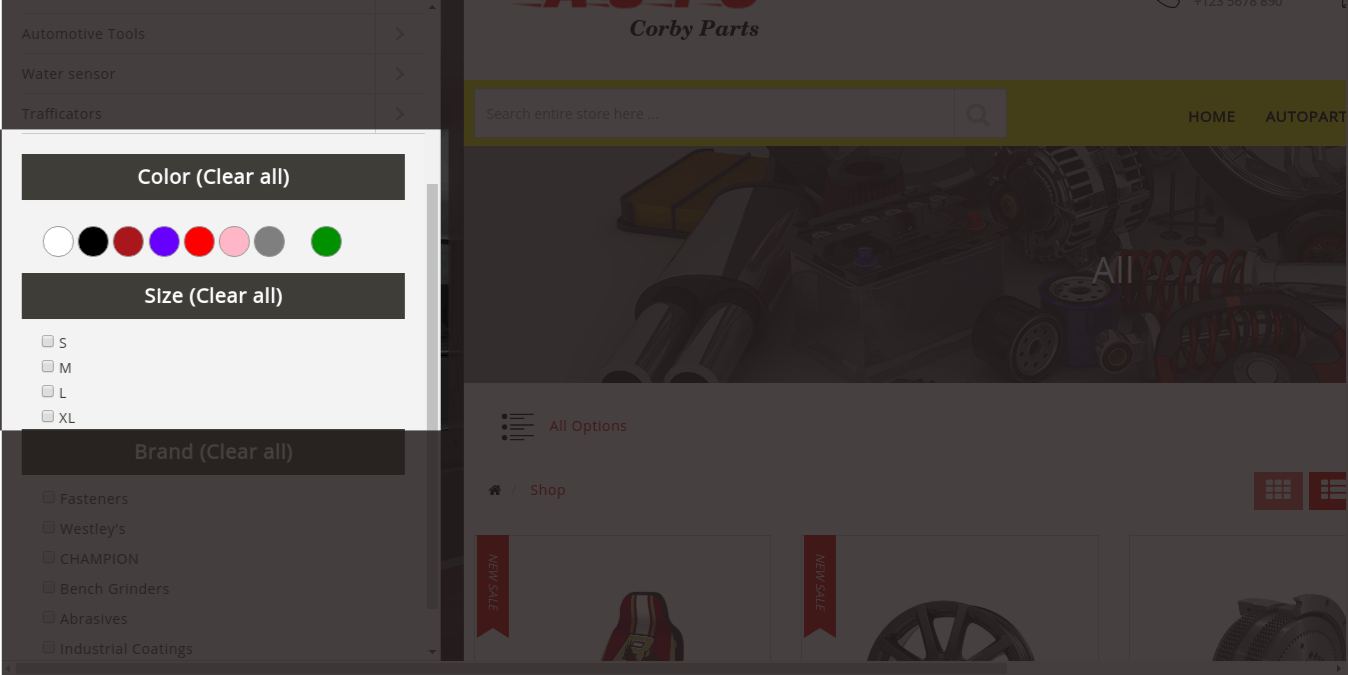 Automotive Tools
Water sensor
Trafficators
Color (Clear all)
Size (Clear all)
S
M
L
XL
Brand (Clear all)
Fasteners
Westley's
CHAMPION
Bench Grinders
Abrasives
Industrial Coatings
Corby Parts
+123 5678 890
Search entire store here ...
HOME
AUTOPART
All
All Options
/ Shop
NEW SALE
NEW SALE